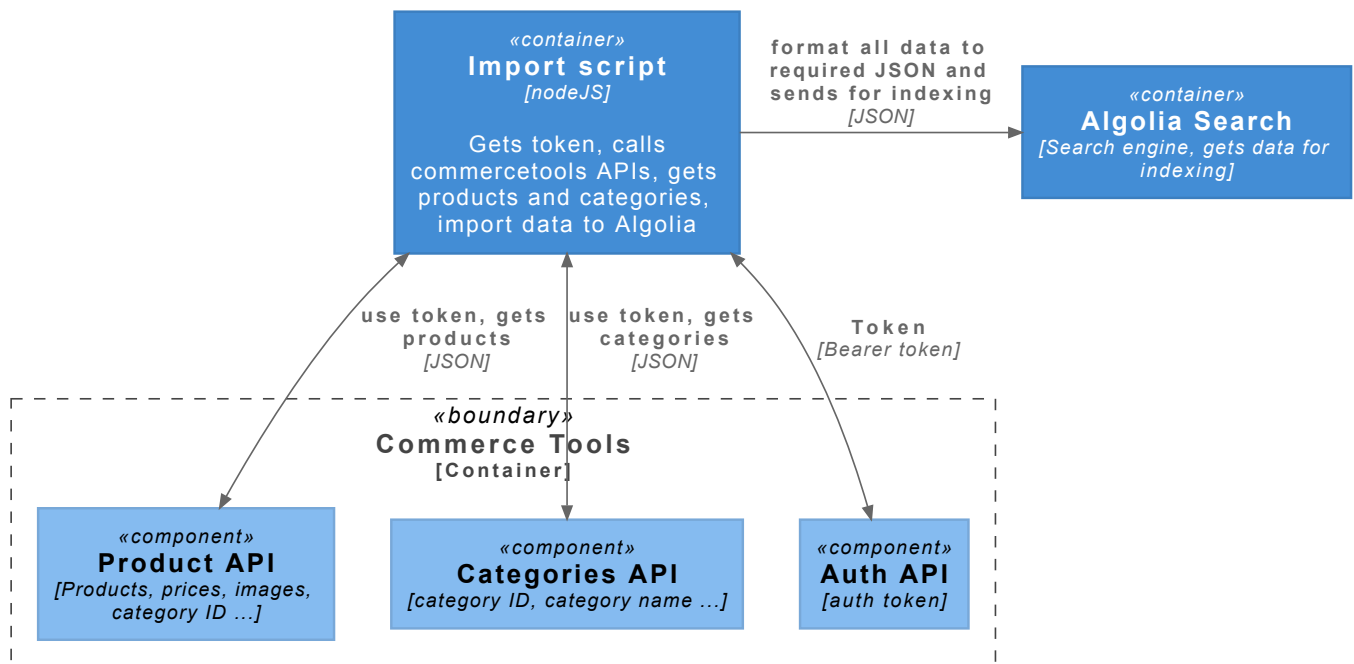 «container»
Import script
[nodeJS]
Gets token, calls
commercetools APIs, gets
products and categories,
import data to Algolia
format all data to
required JSON and
sends for indexing
[JSON]
«container»
Algolia Search
[Search engine, gets data for
indexing]
use token, gets
products
[JSON]
use token, gets
categories
[JSON]
Token
[Bearer token]
«boundary»
Commerce Tools
[Container]
«component»
Product API
[Products, prices, images,
category ID ...]
«component»
Categories API
[category ID, category name ...]
«component»
Auth API
[auth token]